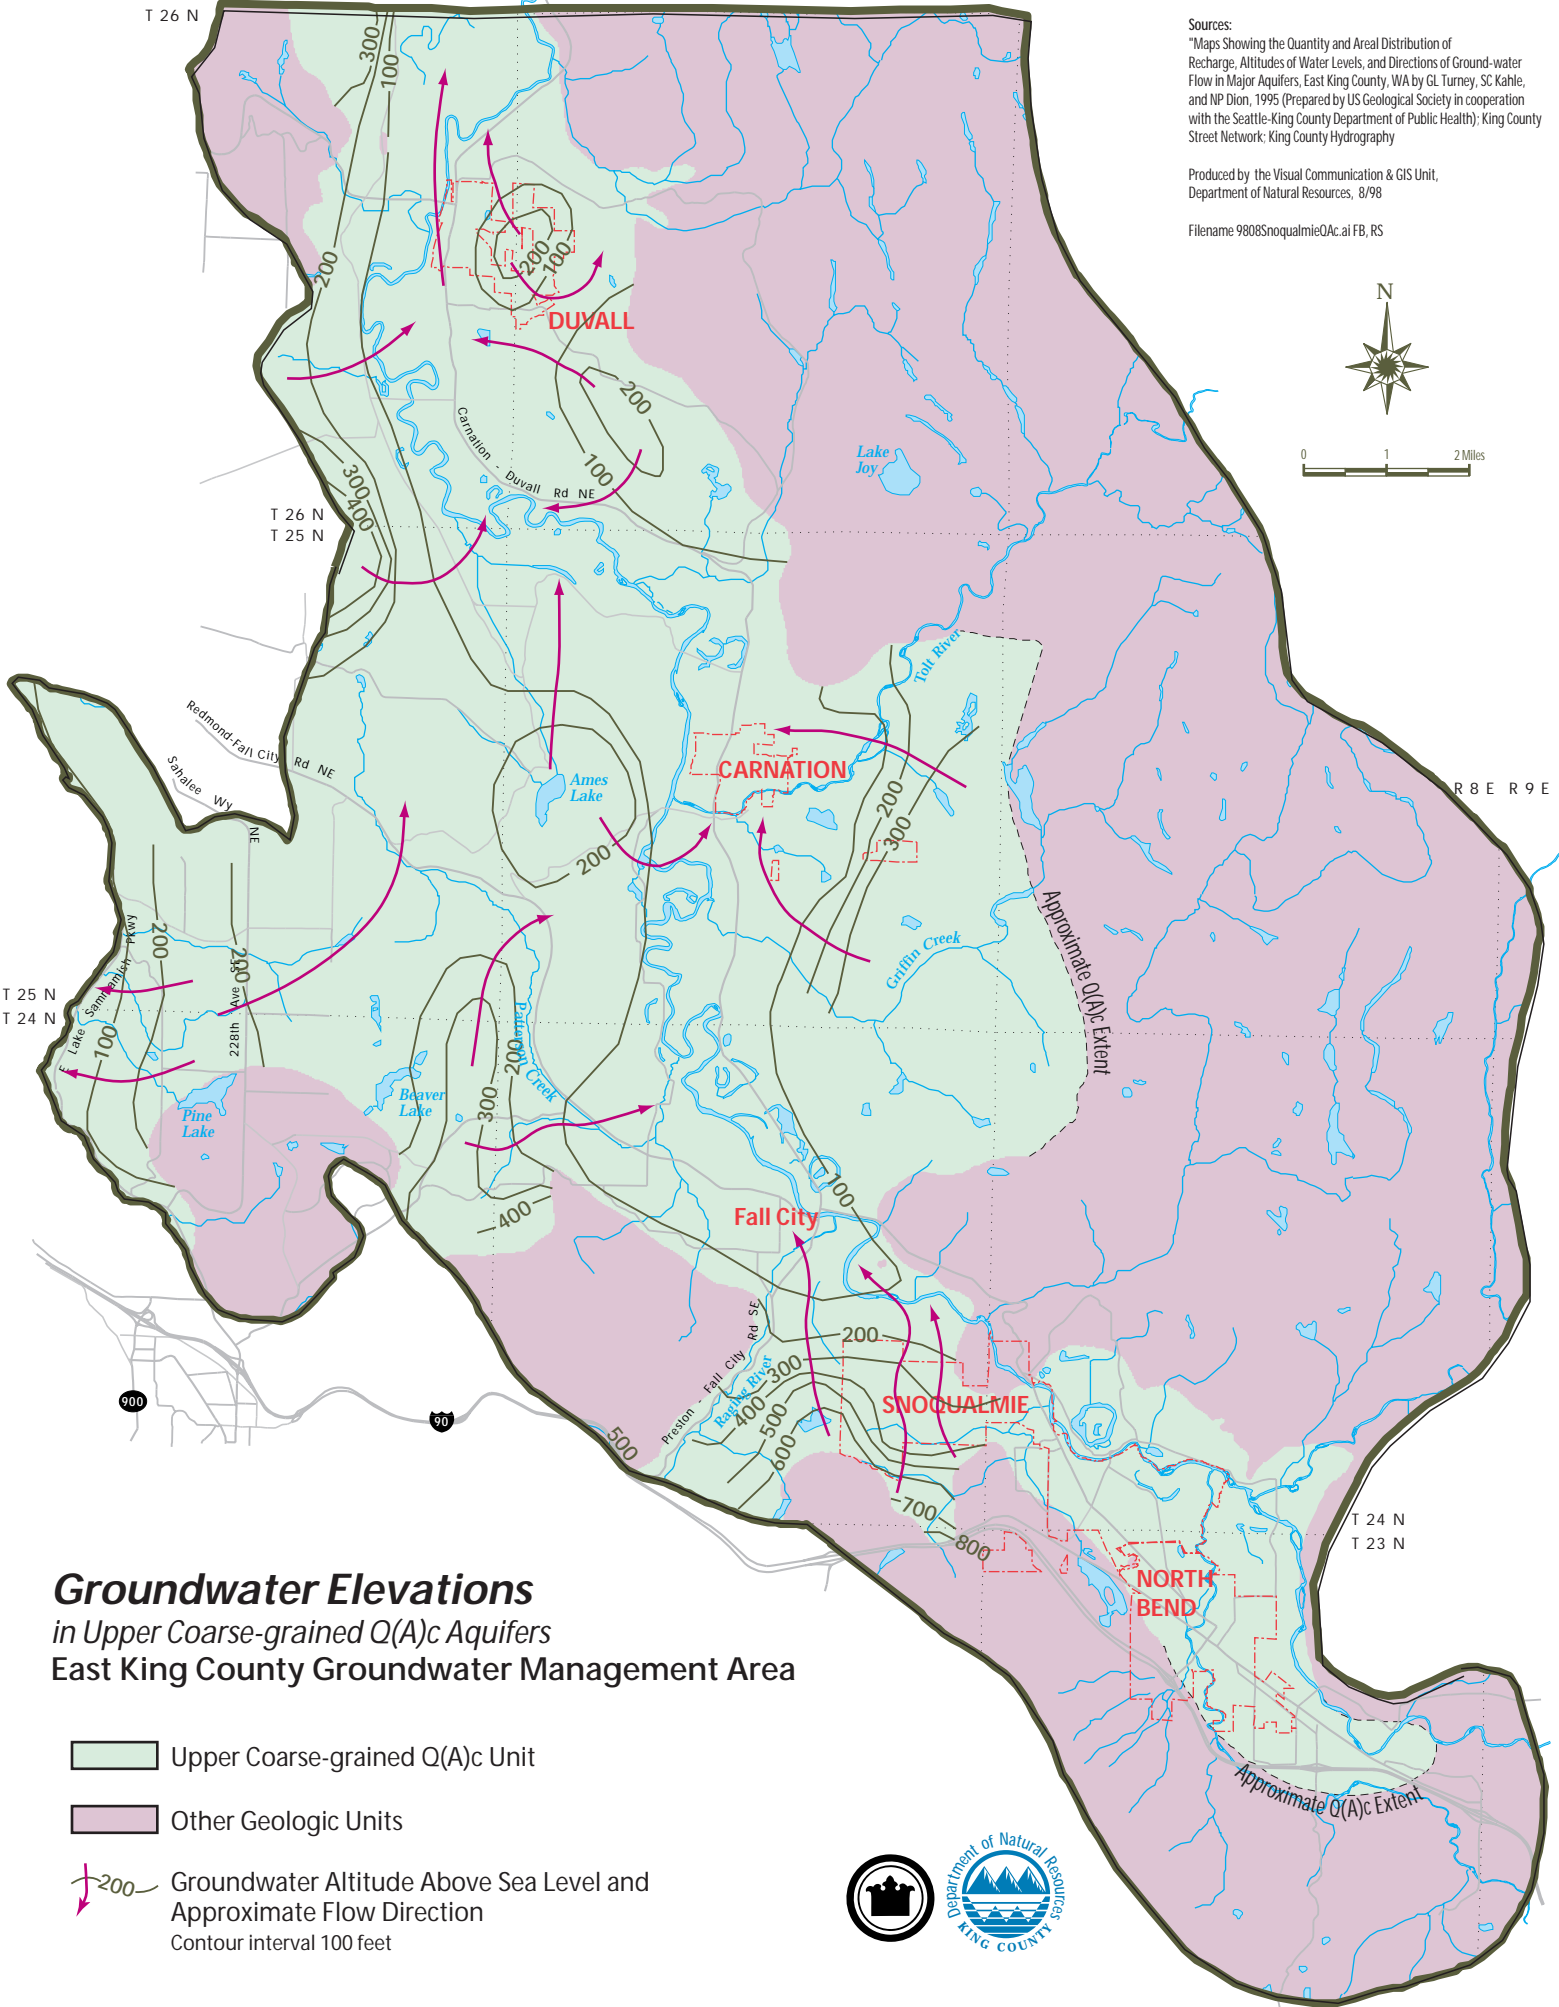 T 26 N
Sources:
"Maps Showing the Quantity and Areal Distribution of
Recharge, Altitudes of Water Levels, and Directions of Ground-water
Flow in Major Aquifers, East King County, WA by GL Turney, SC Kahle,
and NP Dion, 1995 (Prepared by US Geological Society in cooperation
with the Seattle-King County Department of Public Health); King County
Street Network; King County Hydrography
Produced by the Visual Communication & GIS Unit,
Department of Natural Resources, 8/98
Filename 9808SnoqualmieQAc.ai FB, RS
N
0 1 2 Miles
300
100
200
200
100
DUVALL
200
100
Carnation - Duvall Rd NE
300
400
Lake
Joy
T 26 N
T 25 N
Tolt River
Redmond-Fall City Rd NE
Sahalee Wy NE
Ames
Lake
CARNATION
200
300
200
R 8 E R 9 E
Approximate Q(A)c Extent
Griffin Creek
E Lake Sammamish Pkwy
200
200
228th Ave SE
T 25 N
T 24 N
100
Patterson Creek
200
300
Beaver
Lake
Pine
Lake
400
100
Fall City
Preston - Fall City Rd SE
Raging River
200
300
400
500
600
SNOQUALMIE
900
90
500
700
800
T 24 N
T 23 N
NORTH
BEND
Approximate Q(A)c Extent
Groundwater Elevations
in Upper Coarse-grained Q(A)c Aquifers
East King County Groundwater Management Area
Upper Coarse-grained Q(A)c Unit
Other Geologic Units
200
Groundwater Altitude Above Sea Level and
Approximate Flow Direction
Contour interval 100 feet
Department of Natural Resources
KING COUNTY